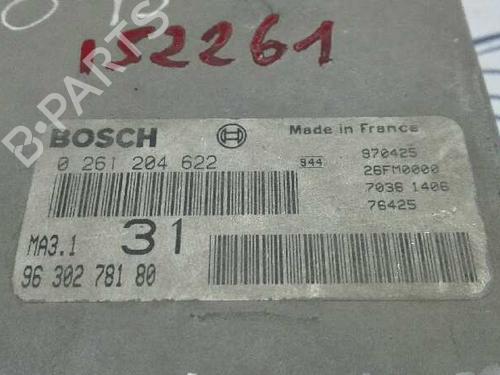 152261
B-PARTS
BOSCH
Made in France
0 261 204 622
944
970425
26FM0000
7036 1406
76425
MA3.1
31
96 302 781 80